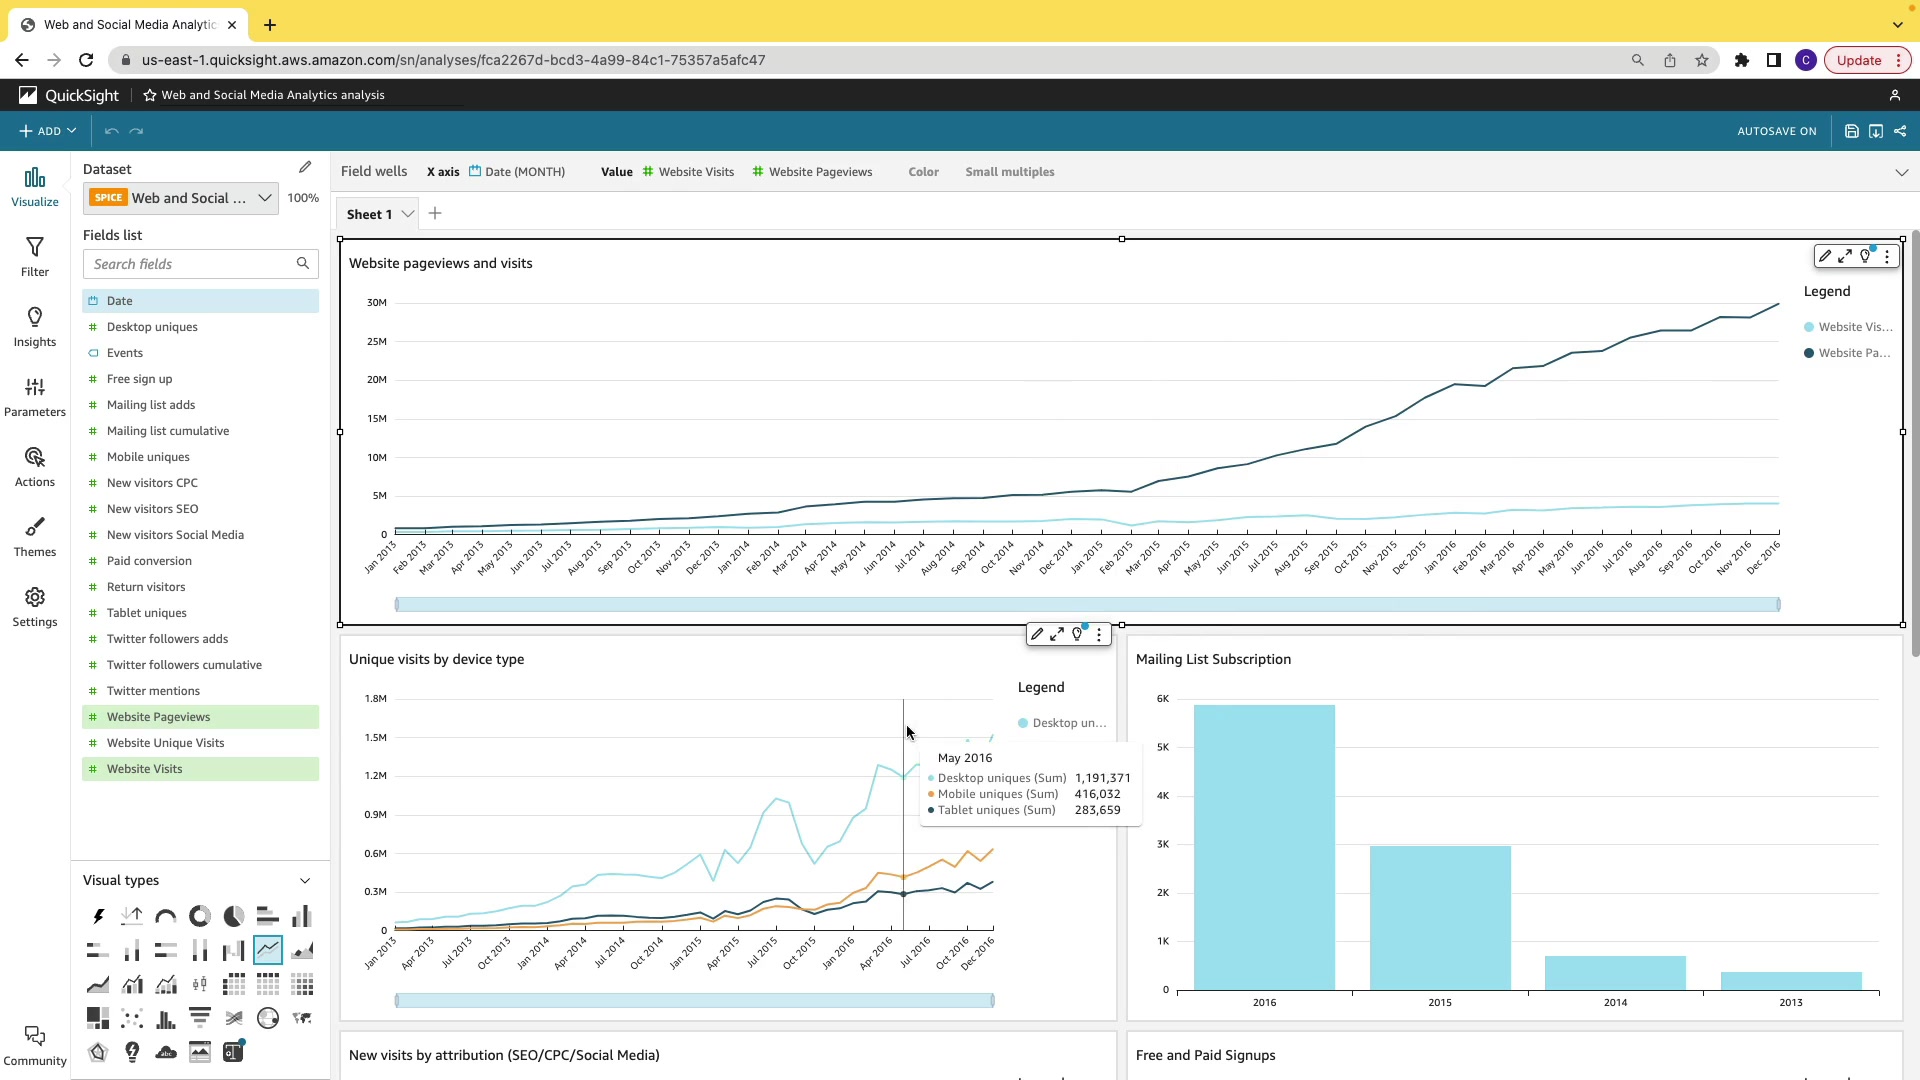 Web and Social Media Analytic
us-east-1.quicksight.aws.amazon.com/sn/analyses/fca2267d-bcd3-4a99-84c1-75357a5afc47
C
Update
QuickSight
Web and Social Media Analytics analysis
ADD
AUTOSAVE ON
Visualize
Filter
Insights
Parameters
Actions
Themes
Settings
Community
Dataset
SPICE Web and Social ... 100%
Fields list
Search fields
Date
# Desktop uniques
Events
# Free sign up
# Mailing list adds
# Mailing list cumulative
# Mobile uniques
# New visitors CPC
# New visitors SEO
# New visitors Social Media
# Paid conversion
# Return visitors
# Tablet uniques
# Twitter followers adds
# Twitter followers cumulative
# Twitter mentions
# Website Pageviews
# Website Unique Visits
# Website Visits
Visual types
abc
Field wells X axis Date (MONTH) Value # Website Visits # Website Pageviews Color Small multiples
Sheet 1
Website pageviews and visits
30M
25M
20M
15M
10M
5M
0
Jan 2013 Feb 2013 Mar 2013 Apr 2013 May 2013 Jun 2013 Jul 2013 Aug 2013 Sep 2013 Oct 2013 Nov 2013 Dec 2013 Jan 2014 Feb 2014 Mar 2014 Apr 2014 May 2014 Jun 2014 Jul 2014 Aug 2014 Sep 2014 Oct 2014 Nov 2014 Dec 2014 Jan 2015 Feb 2015 Mar 2015 Apr 2015 May 2015 Jun 2015 Jul 2015 Aug 2015 Sep 2015 Oct 2015 Nov 2015 Dec 2015 Jan 2016 Feb 2016 Mar 2016 Apr 2016 May 2016 Jun 2016 Jul 2016 Aug 2016 Sep 2016 Oct 2016 Nov 2016 Dec 2016
Legend
Website Vis...
Website Pa...
Unique visits by device type
1.8M
1.5M
1.2M
0.9M
0.6M
0.3M
0
Jan 2013 Apr 2013 Jul 2013 Oct 2013 Jan 2014 Apr 2014 Jul 2014 Oct 2014 Jan 2015 Apr 2015 Jul 2015 Oct 2015 Jan 2016 Apr 2016 Jul 2016 Oct 2016 Dec 2016
Legend
Desktop un...
May 2016
Desktop uniques (Sum) 1,191,371
Mobile uniques (Sum) 416,032
Tablet uniques (Sum) 283,659
Mailing List Subscription
6K
5K
4K
3K
2K
1K
0
2016 2015 2014 2013
New visits by attribution (SEO/CPC/Social Media)
Free and Paid Signups